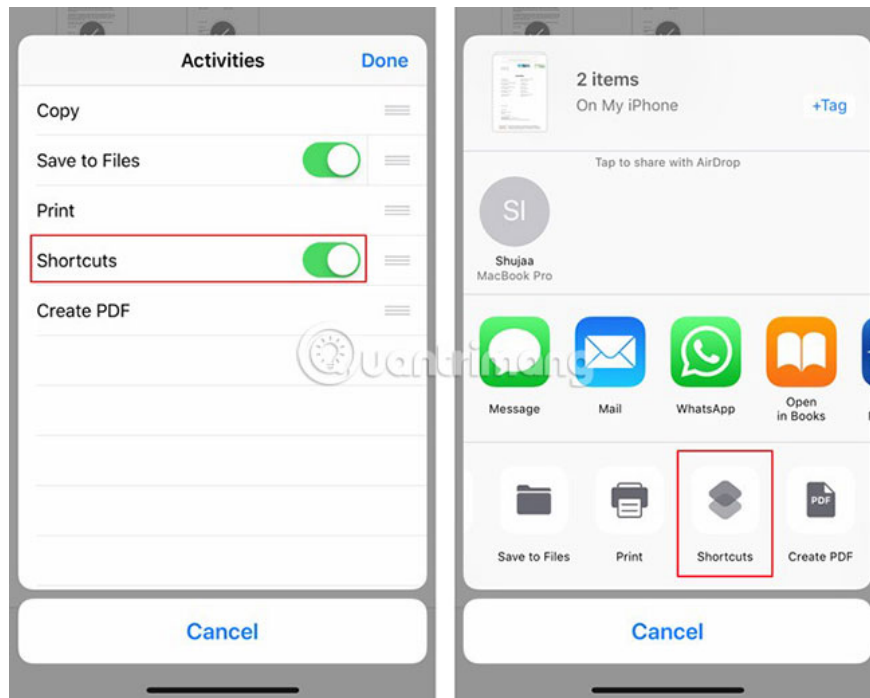 Activities
Done
Copy
Save to Files
Print
Shortcuts
Create PDF
Cancel
2 items
On My iPhone
+Tag
Tap to share with AirDrop
SI
Shujaa
MacBook Pro
Message
Mail
WhatsApp
Open
in Books
Save to Files
Print
Shortcuts
PDF
Create PDF
Cancel
Quantrimang